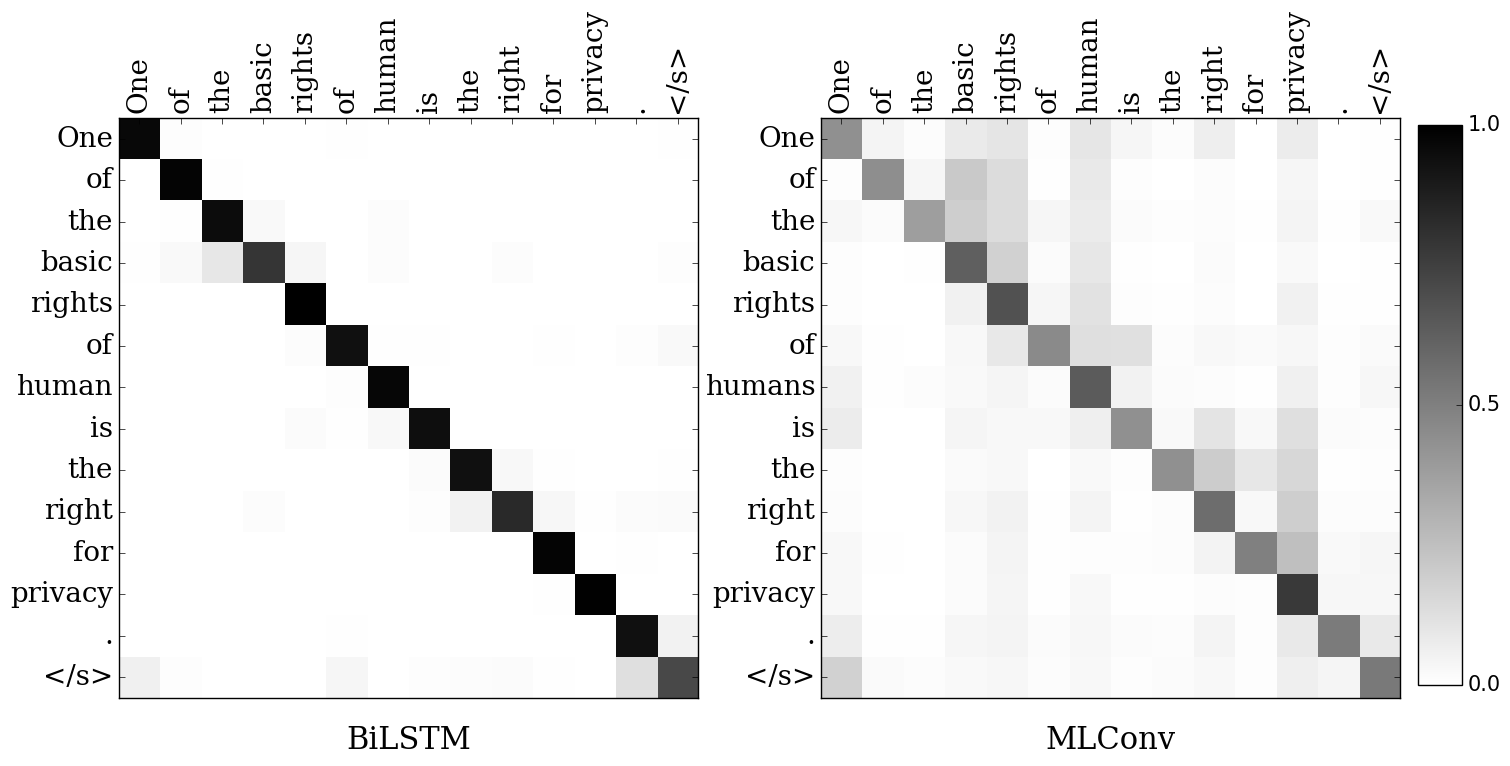 One of the basic rights of human is the right for privacy . </s>
One of the basic rights of human is the right for privacy . </s>
One
of
the
basic
rights
of
human
is
the
right
for
privacy
.
</s>
One
of
the
basic
rights
of
humans
is
the
right
for
privacy
.
</s>
1.0
0.5
0.0
BiLSTM
MLConv